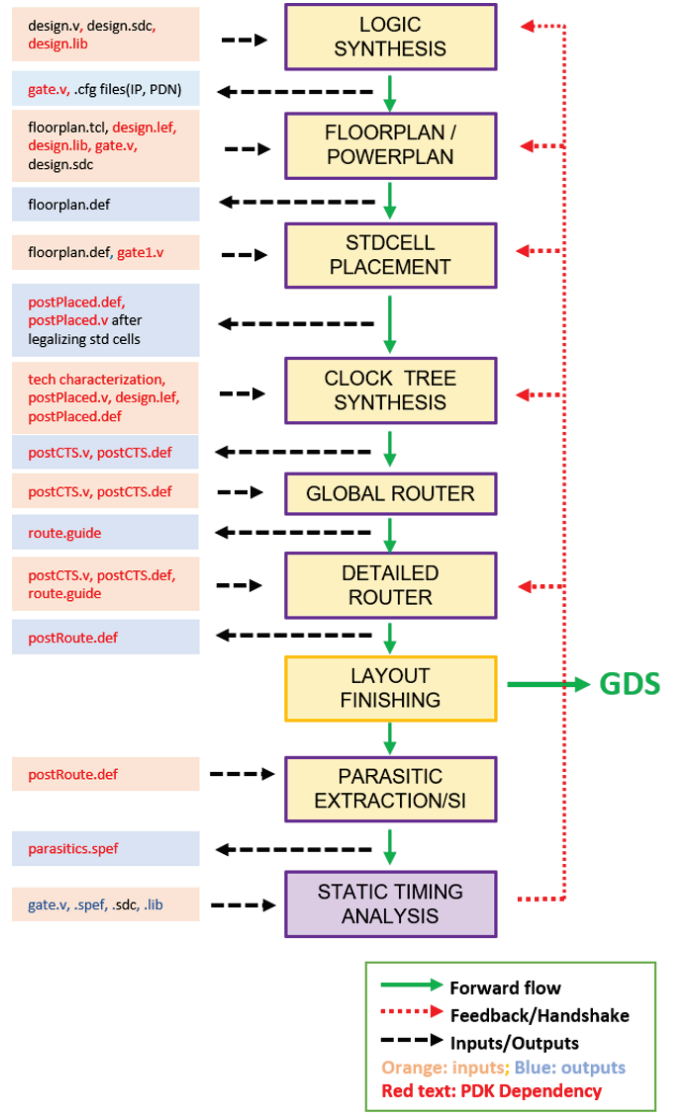 design.v, design.sdc,
design.lib
LOGIC
SYNTHESIS
gate.v, .cfg files(IP, PDN)
floorplan.tcl, design.lef,
design.lib, gate.v,
design.sdc
FLOORPLAN /
POWERPLAN
floorplan.def
floorplan.def, gate1.v
STDCELL
PLACEMENT
postPlaced.def,
postPlaced.v after
legalizing std cells
tech characterization,
postPlaced.v, design.lef,
postPlaced.def
CLOCK TREE
SYNTHESIS
postCTS.v, postCTS.def
postCTS.v, postCTS.def
GLOBAL ROUTER
route.guide
postCTS.v, postCTS.def,
route.guide
DETAILED
ROUTER
postRoute.def
LAYOUT
FINISHING
GDS
postRoute.def
PARASITIC
EXTRACTION/SI
parasitics.spef
gate.v, .spef, .sdc, .lib
STATIC TIMING
ANALYSIS
Forward flow
Feedback/Handshake
Inputs/Outputs
Orange: inputs; Blue: outputs
Red text: PDK Dependency